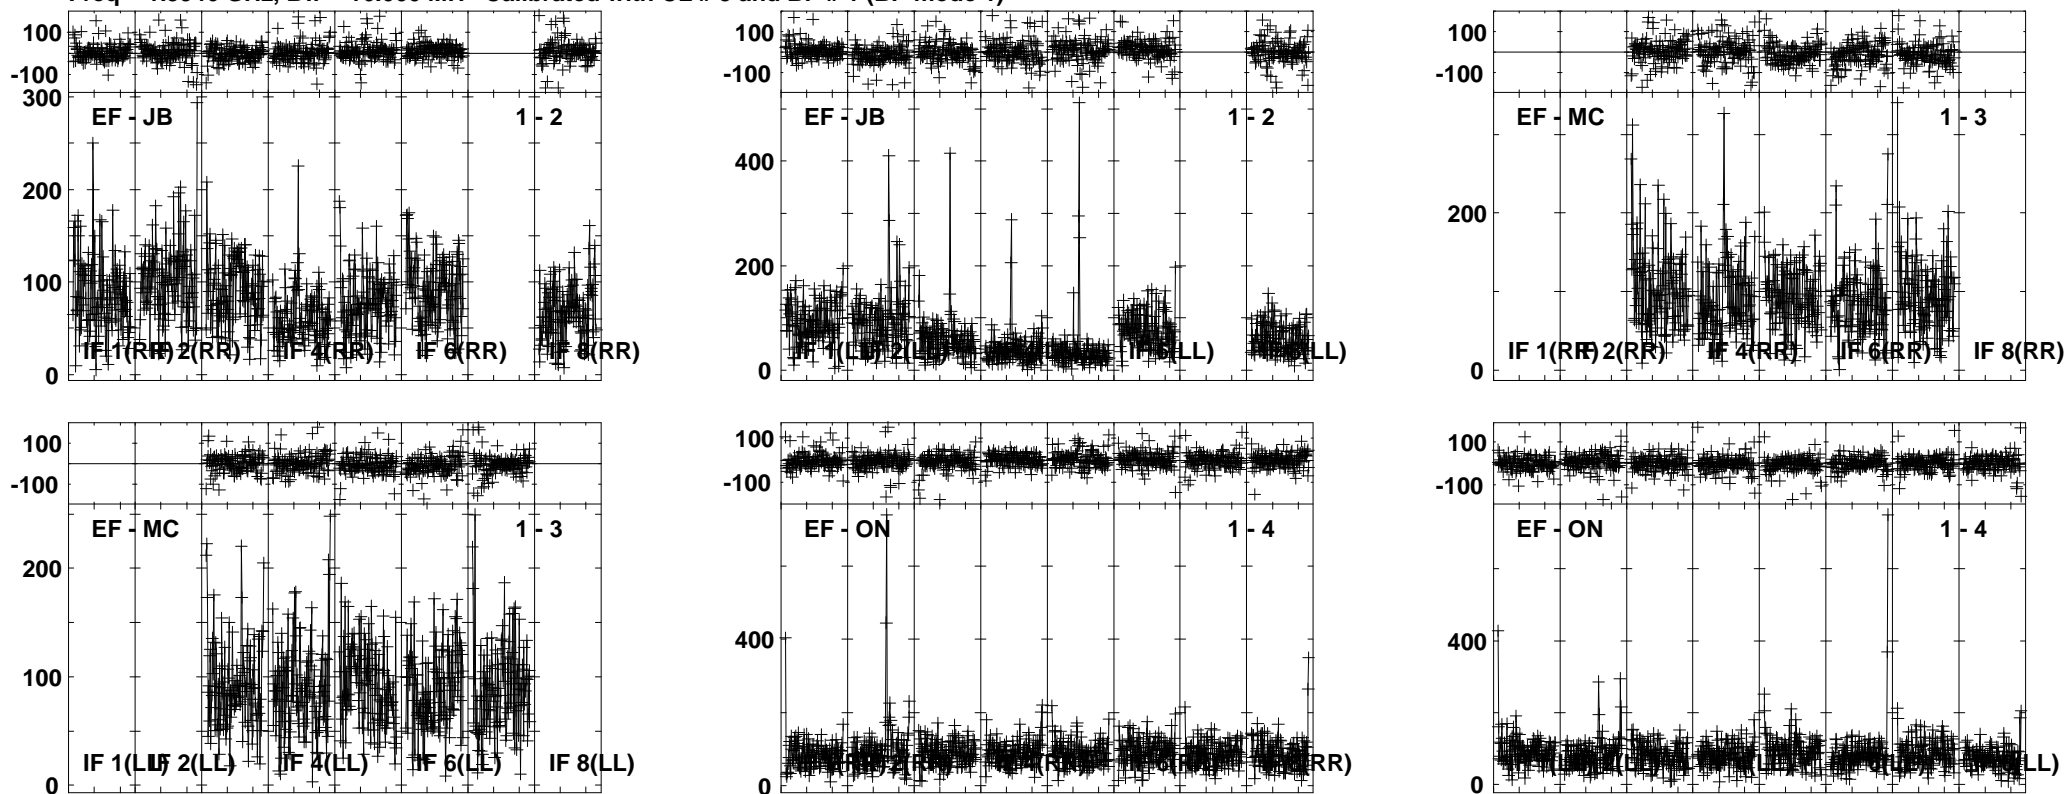 100
-100
300
200
100
0
EF - JB
1 - 2
IF 1(RR)
IF 2(RR)
IF 4(RR)
IF 6(RR)
IF 8(RR)
100
-100
400
200
0
EF - JB
1 - 2
IF 6(LL)
100
-100
200
0
EF - MC
1 - 3
IF 1(RR)
IF 2(RR)
IF 4(RR)
IF 6(RR)
IF 8(RR)
100
-100
200
100
0
EF - MC
1 - 3
IF 1(LL)
IF 2(LL)
IF 4(LL)
IF 6(LL)
IF 8(LL)
100
-100
400
0
EF - ON
1 - 4
100
-100
400
0
EF - ON
1 - 4